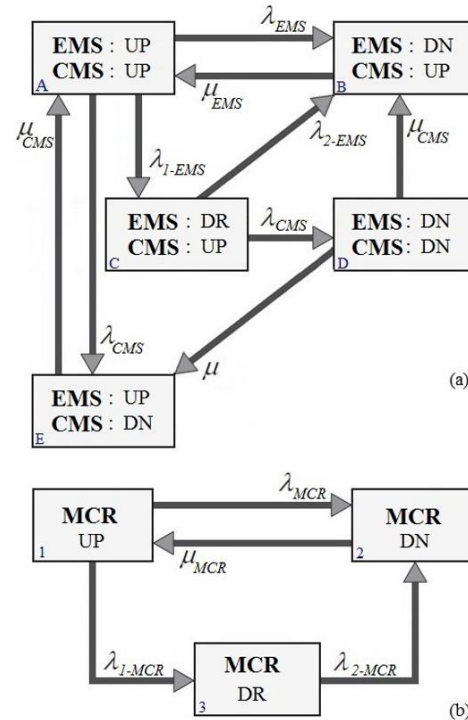 λEMS
EMS : UP
CMS : UP
A
EMS : DN
CMS : UP
B
μEMS
μCMS
λ1-EMS
λ2-EMS
μCMS
EMS : DR
CMS : UP
C
λCMS
EMS : DN
CMS : DN
D
λCMS
μ
EMS : UP
CMS : DN
E
(a)
λMCR
MCR
UP
1
MCR
DN
2
μMCR
λ1-MCR
MCR
DR
3
λ2-MCR
(b)